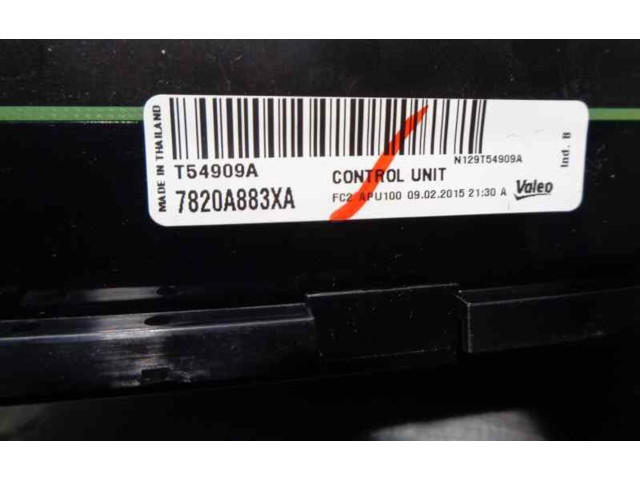 MADE IN THAILAND
N129T54909A
T54909A
CONTROL UNIT
7820A883XA
FC2 APU100 09.02.2015 21:30 A
Valeo
Ind. B